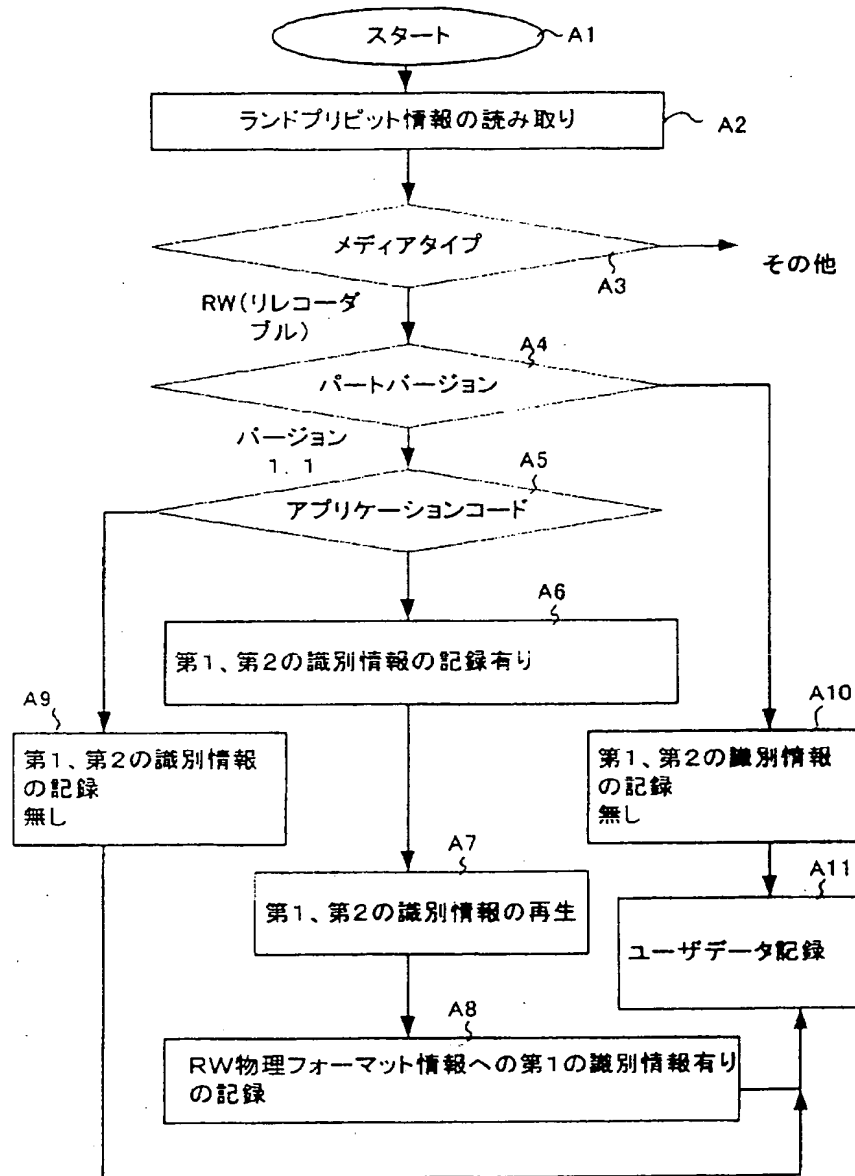 スタート
A1
ランドプリピット情報の読み取り
A2
メディアタイプ
A3
その他
RW(リレコーダ
ブル)
A4
パートバージョン
バージョン
1. 1
A5
アプリケーションコード
A6
第1、第2の識別情報の記録有り
A9
第1、第2の識別情報
の記録
無し
A10
第1、第2の識別情報
の記録
無し
A7
第1、第2の識別情報の再生
A11
ユーザデータ記録
A8
RW物理フォーマット情報への第1の識別情報有り
の記録